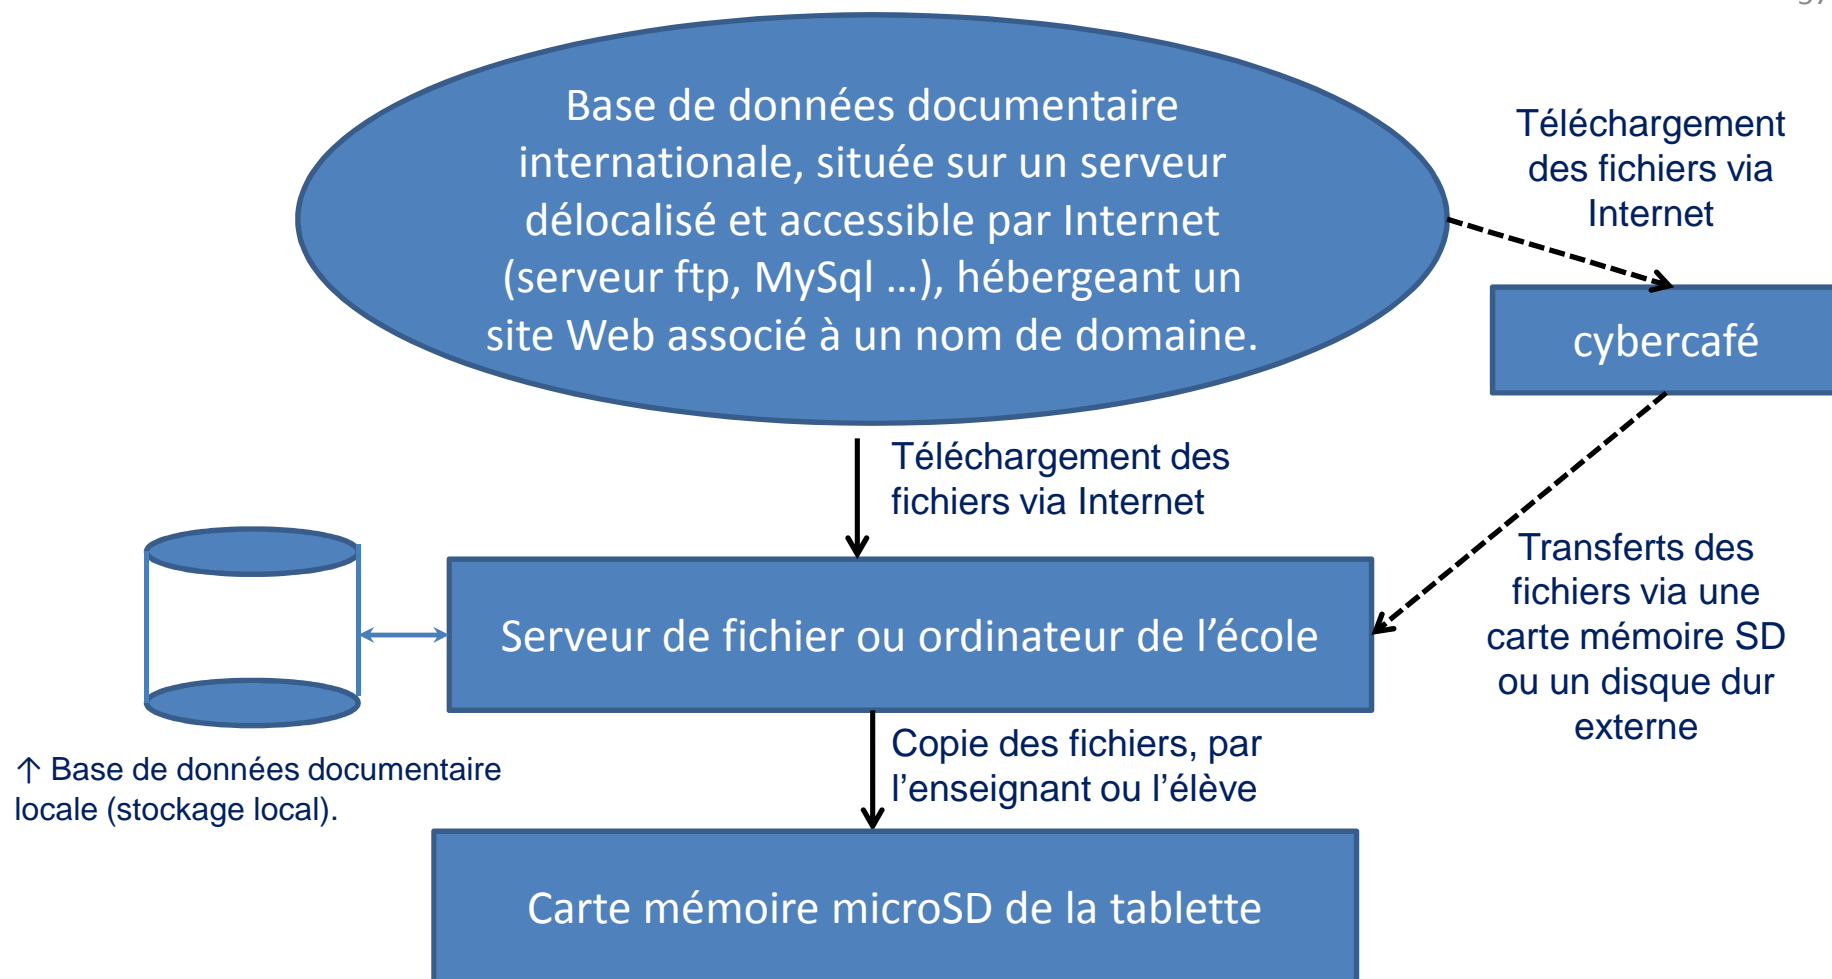 Base de données documentaire
internationale, située sur un serveur
délocalisé et accessible par Internet
(serveur ftp, MySql ...), hébergeant un
site Web associé à un nom de domaine.
Téléchargement
des fichiers via
Internet
cybercafé
Téléchargement des
fichiers via Internet
Transferts des
fichiers via une
carte mémoire SD
ou un disque dur
externe
Serveur de fichier ou ordinateur de l’école
↑ Base de données documentaire
locale (stockage local).
Copie des fichiers, par
l’enseignant ou l’élève
Carte mémoire microSD de la tablette